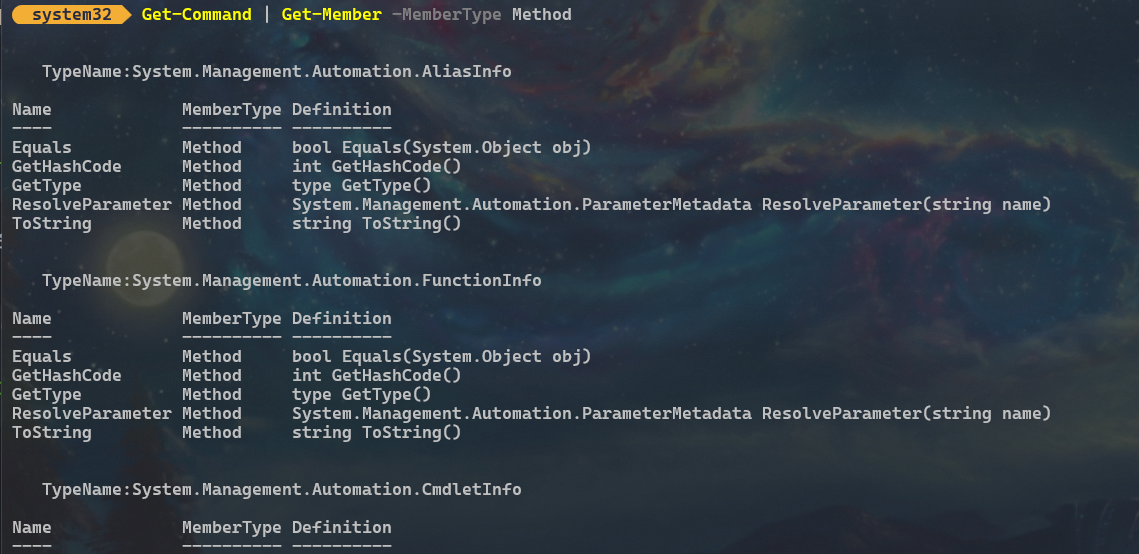 system32 Get-Command | Get-Member -MemberType Method
TypeName:System.Management.Automation.AliasInfo
Name MemberType Definition
---- ---------- ----------
Equals Method bool Equals(System.Object obj)
GetHashCode Method int GetHashCode()
GetType Method type GetType()
ResolveParameter Method System.Management.Automation.ParameterMetadata ResolveParameter(string name)
ToString Method string ToString()
TypeName:System.Management.Automation.FunctionInfo
Name MemberType Definition
---- ---------- ----------
Equals Method bool Equals(System.Object obj)
GetHashCode Method int GetHashCode()
GetType Method type GetType()
ResolveParameter Method System.Management.Automation.ParameterMetadata ResolveParameter(string name)
ToString Method string ToString()
TypeName:System.Management.Automation.CmdletInfo
Name MemberType Definition
---- ---------- ----------